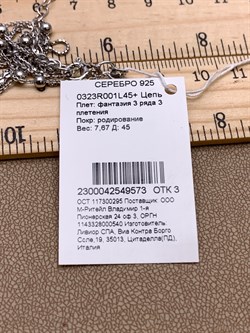 СЕРЕБРО 925
0323R001L45+ Цепь
Плет: фантазия 3 ряда 3
плетения
Покр: родирование
Вес: 7,67 Д: 45
2300042549573 ОТК 3
ОСТ 117300295 Поставщик: ООО
М-Ритейл Владимир 1-я
Пионерская 24 оф 3, ОРГН
1143328000540 Изготовитель
Ливиор СПА, Виа Контра Борго
Соле,19, 35013, Цитаделла(ПД),
Италия